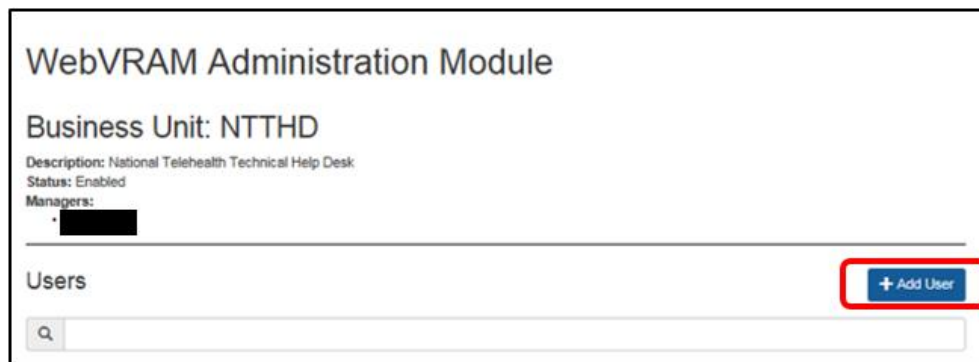 WebVRAM Administration Module
Business Unit: NTTHD
Description: National Telehealth Technical Help Desk
Status: Enabled
Managers:
Users
+ Add User